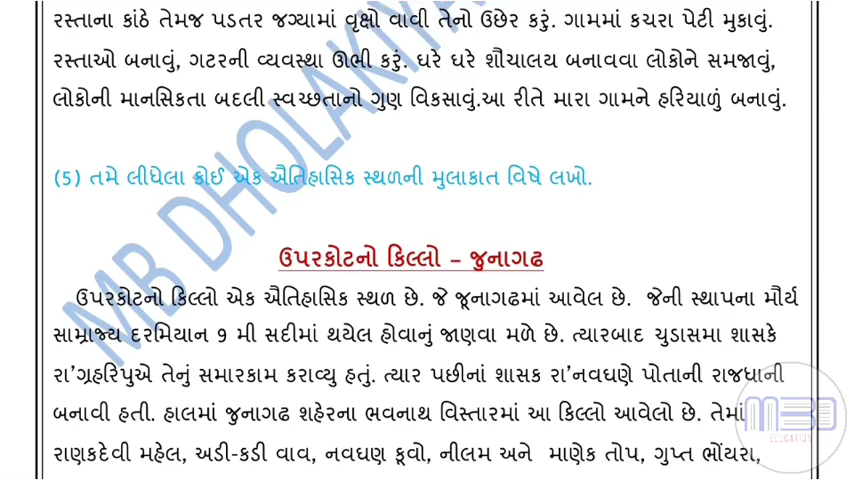 રસ્તાના કાંઠે તેમજ પડતર જગ્યામાં વૃક્ષો વાવી તેનો ઉછેર કરું. ગામમાં કચરા પેટી મુકાવું.
રસ્તાઓ બનાવું, ગટરની વ્યવસ્થા ઊભી કરું. ઘરે ઘરે શૌચાલય બનાવવા લોકોને સમજાવું,
લોકોની માનસિકતા બદલી સ્વચ્છતાનો ગુણ વિકસાવું.આ રીતે મારા ગામને હરિયાળું બનાવું.
(5) તમે લીધેલા કોઈ એક ઐતિહાસિક સ્થળની મુલાકાત વિષે લખો.
ઉપરકોટનો કિલ્લો – જુનાગઢ
ઉપરકોટનો કિલ્લો એક ઐતિહાસિક સ્થળ છે. જે જૂનાગઢમાં આવેલ છે. જેની સ્થાપના મૌર્ય
સામ્રાજ્ય દરમિયાન 9 મી સદીમાં થયેલ હોવાનું જાણવા મળે છે. ત્યારબાદ ચુડાસમા શાસકે
રા’ગ્રહરિપુએ તેનું સમારકામ કરાવ્યુ હતું. ત્યાર પછીનાં શાસક રા’નવઘણે પોતાની રાજધાની
બનાવી હતી. હાલમાં જુનાગઢ શહેરના ભવનાથ વિસ્તારમાં આ કિલ્લો આવેલો છે. તેમાં
રાણકદેવી મહેલ, અડી-કડી વાવ, નવઘણ કૂવો, નીલમ અને માણેક તોપ, ગુપ્ત ભોંયરા,
MB DHOLAKIYA
MBD
EDUCATION